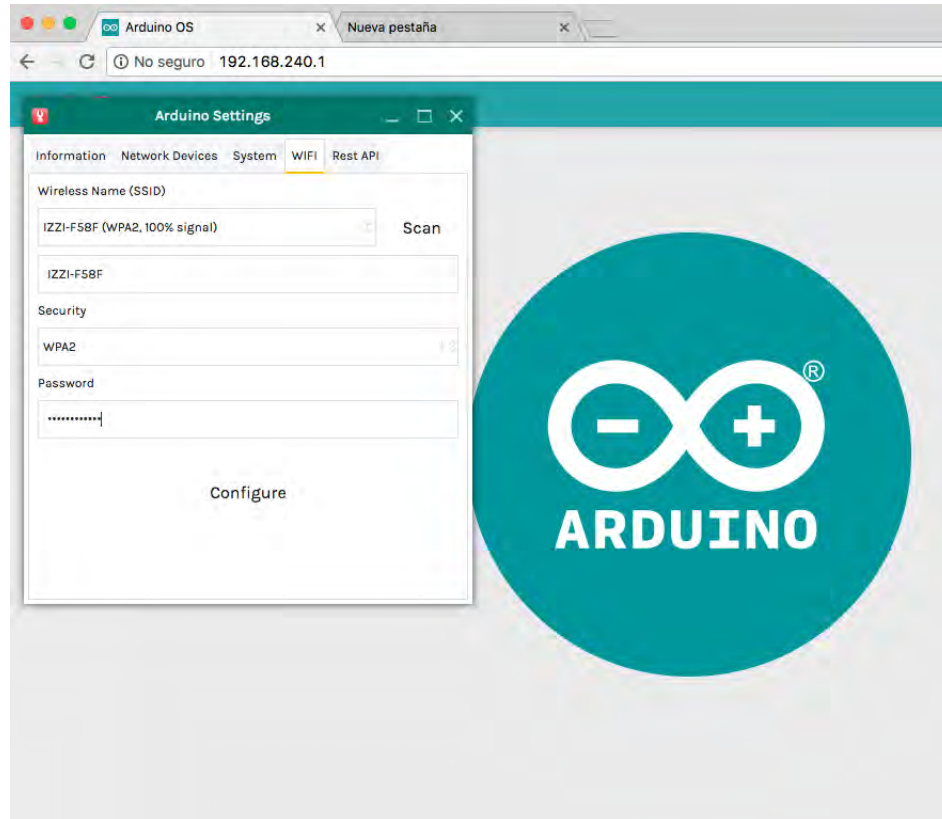 Arduino OS
Nueva pestaña
No seguro 192.168.240.1
Arduino Settings
Information Network Devices System WIFI Rest API
Wireless Name (SSID)
IZZI-F58F (WPA2, 100% signal) Scan
IZZI-F58F
Security
WPA2
Password
••••••••••••
Configure
®
ARDUINO